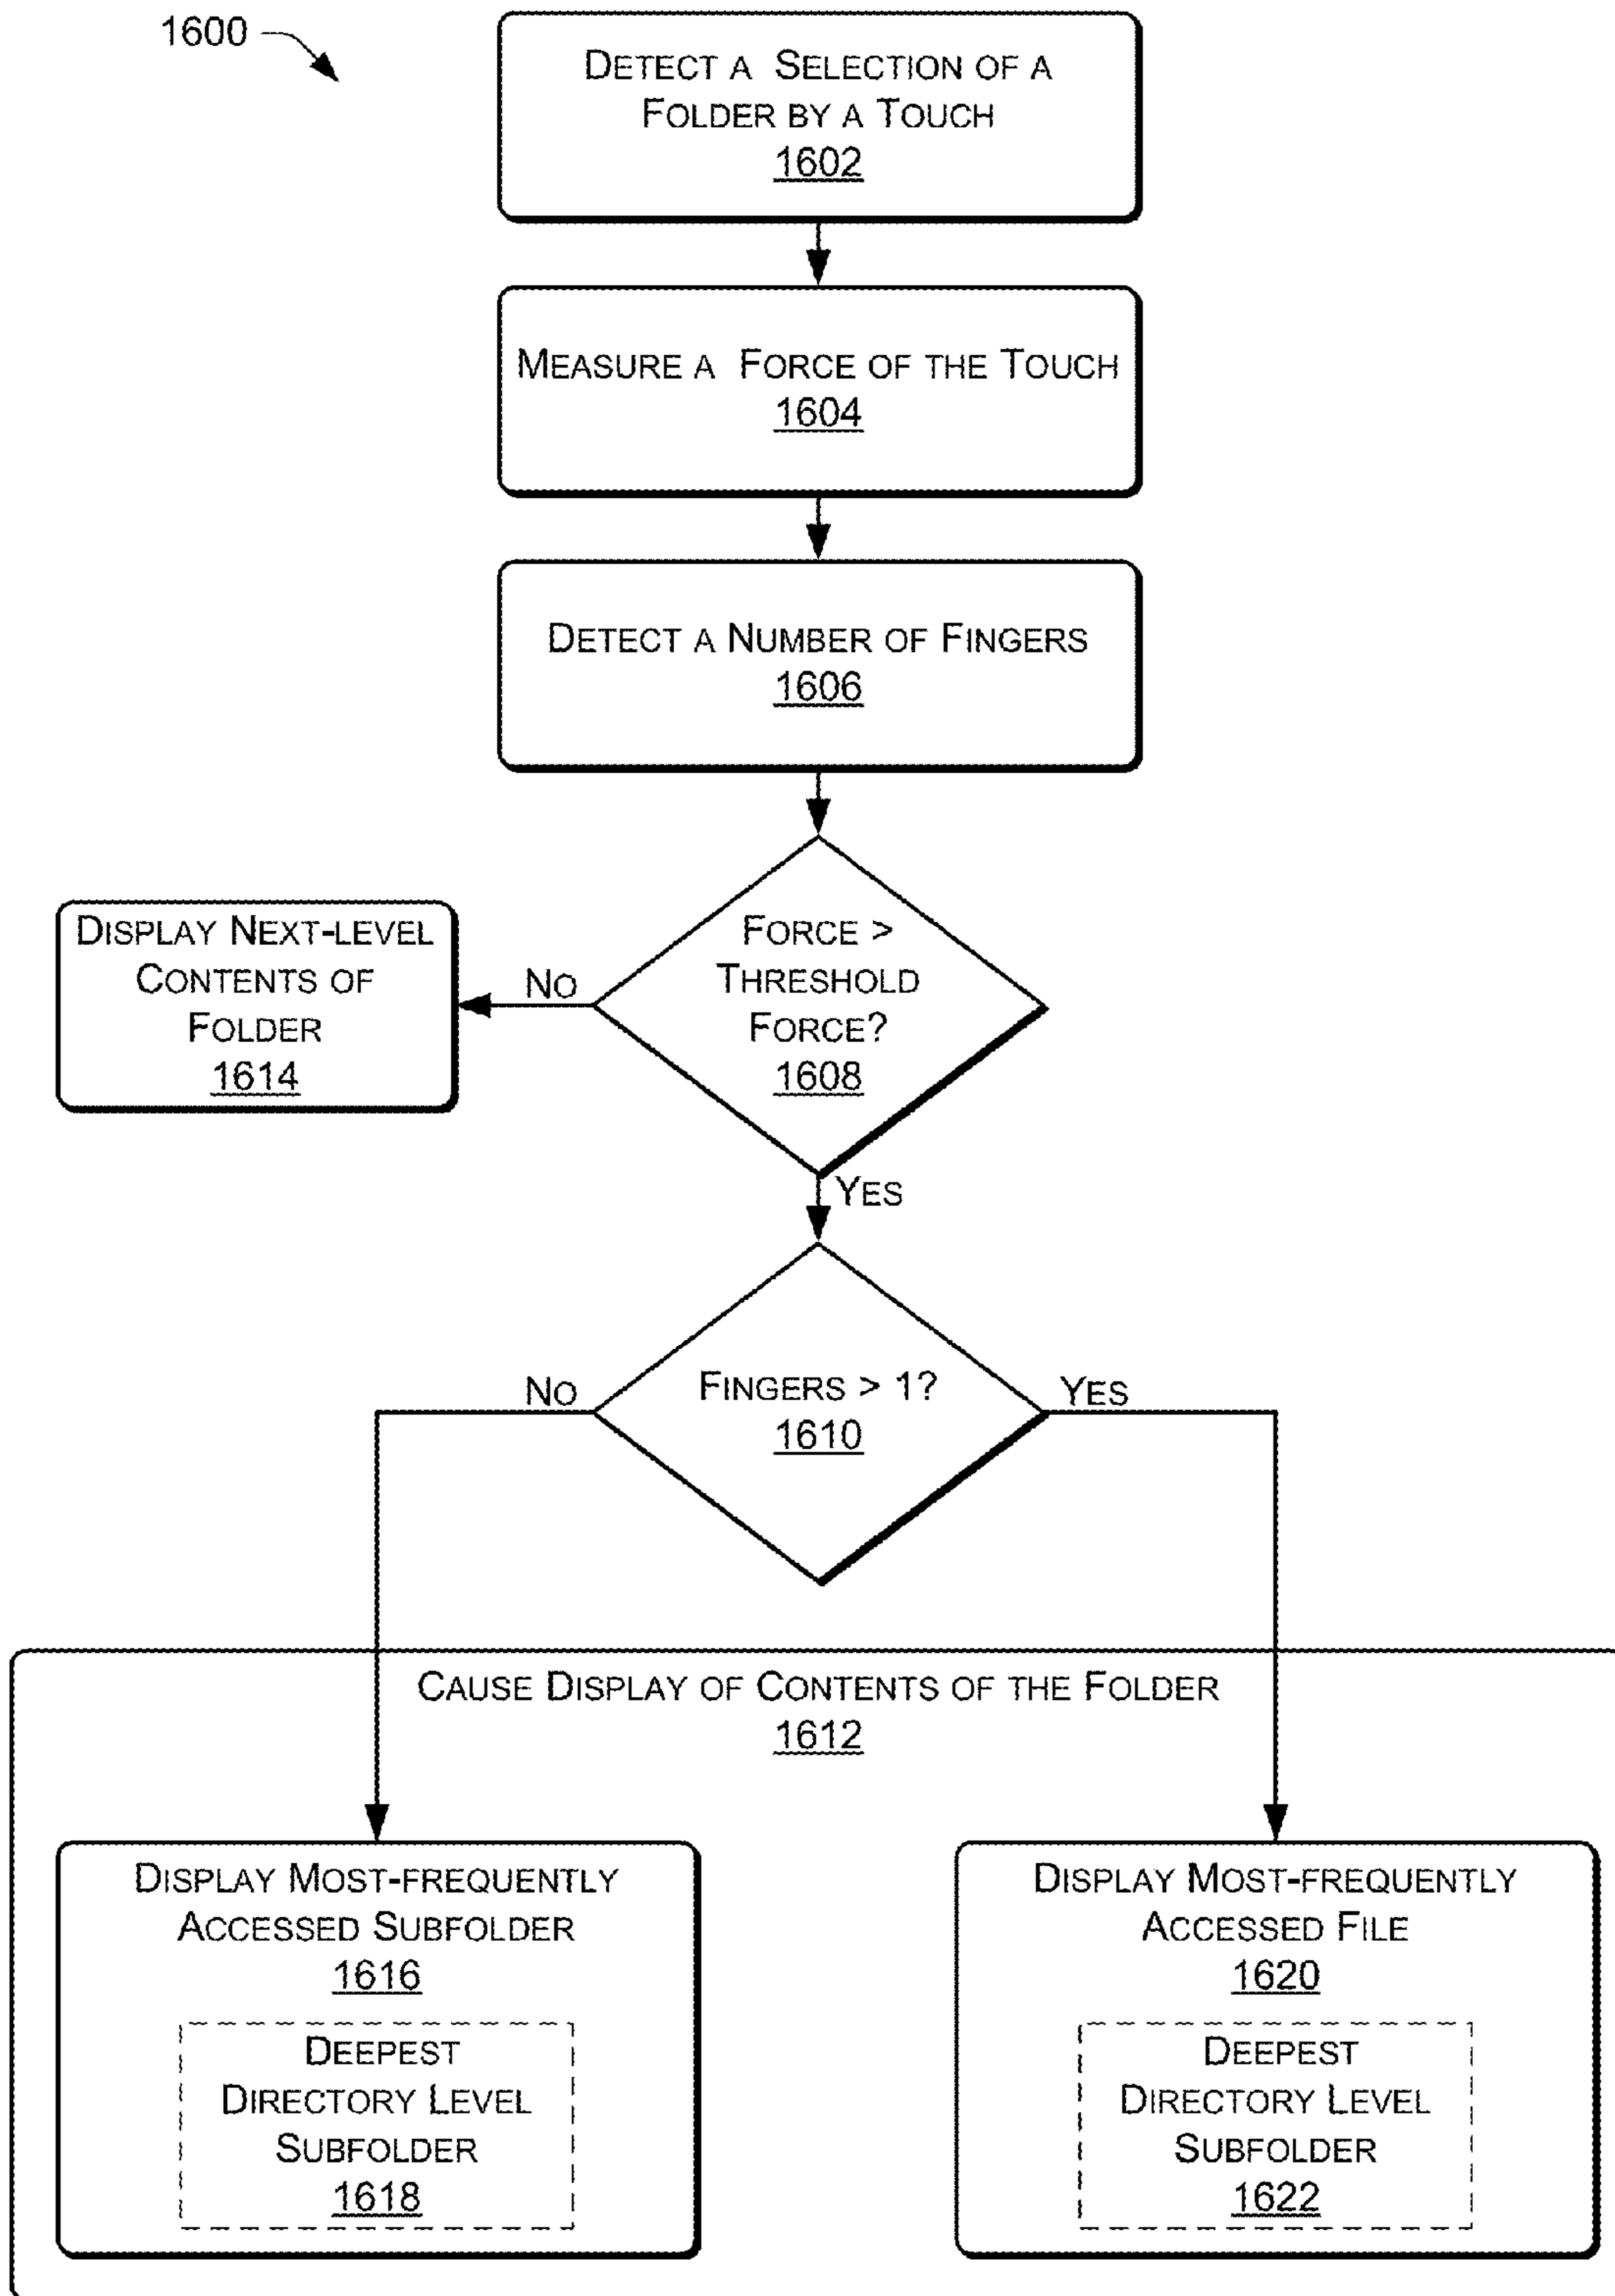 1600
DETECT A SELECTION OF A
FOLDER BY A TOUCH
1602
MEASURE A FORCE OF THE TOUCH
1604
DETECT A NUMBER OF FINGERS
1606
DISPLAY NEXT-LEVEL
CONTENTS OF
FOLDER
1614
NO
FORCE >
THRESHOLD
FORCE?
1608
YES
NO
FINGERS > 1?
1610
YES
CAUSE DISPLAY OF CONTENTS OF THE FOLDER
1612
DISPLAY MOST-FREQUENTLY
ACCESSED SUBFOLDER
1616
DEEPEST
DIRECTORY LEVEL
SUBFOLDER
1618
DISPLAY MOST-FREQUENTLY
ACCESSED FILE
1620
DEEPEST
DIRECTORY LEVEL
SUBFOLDER
1622